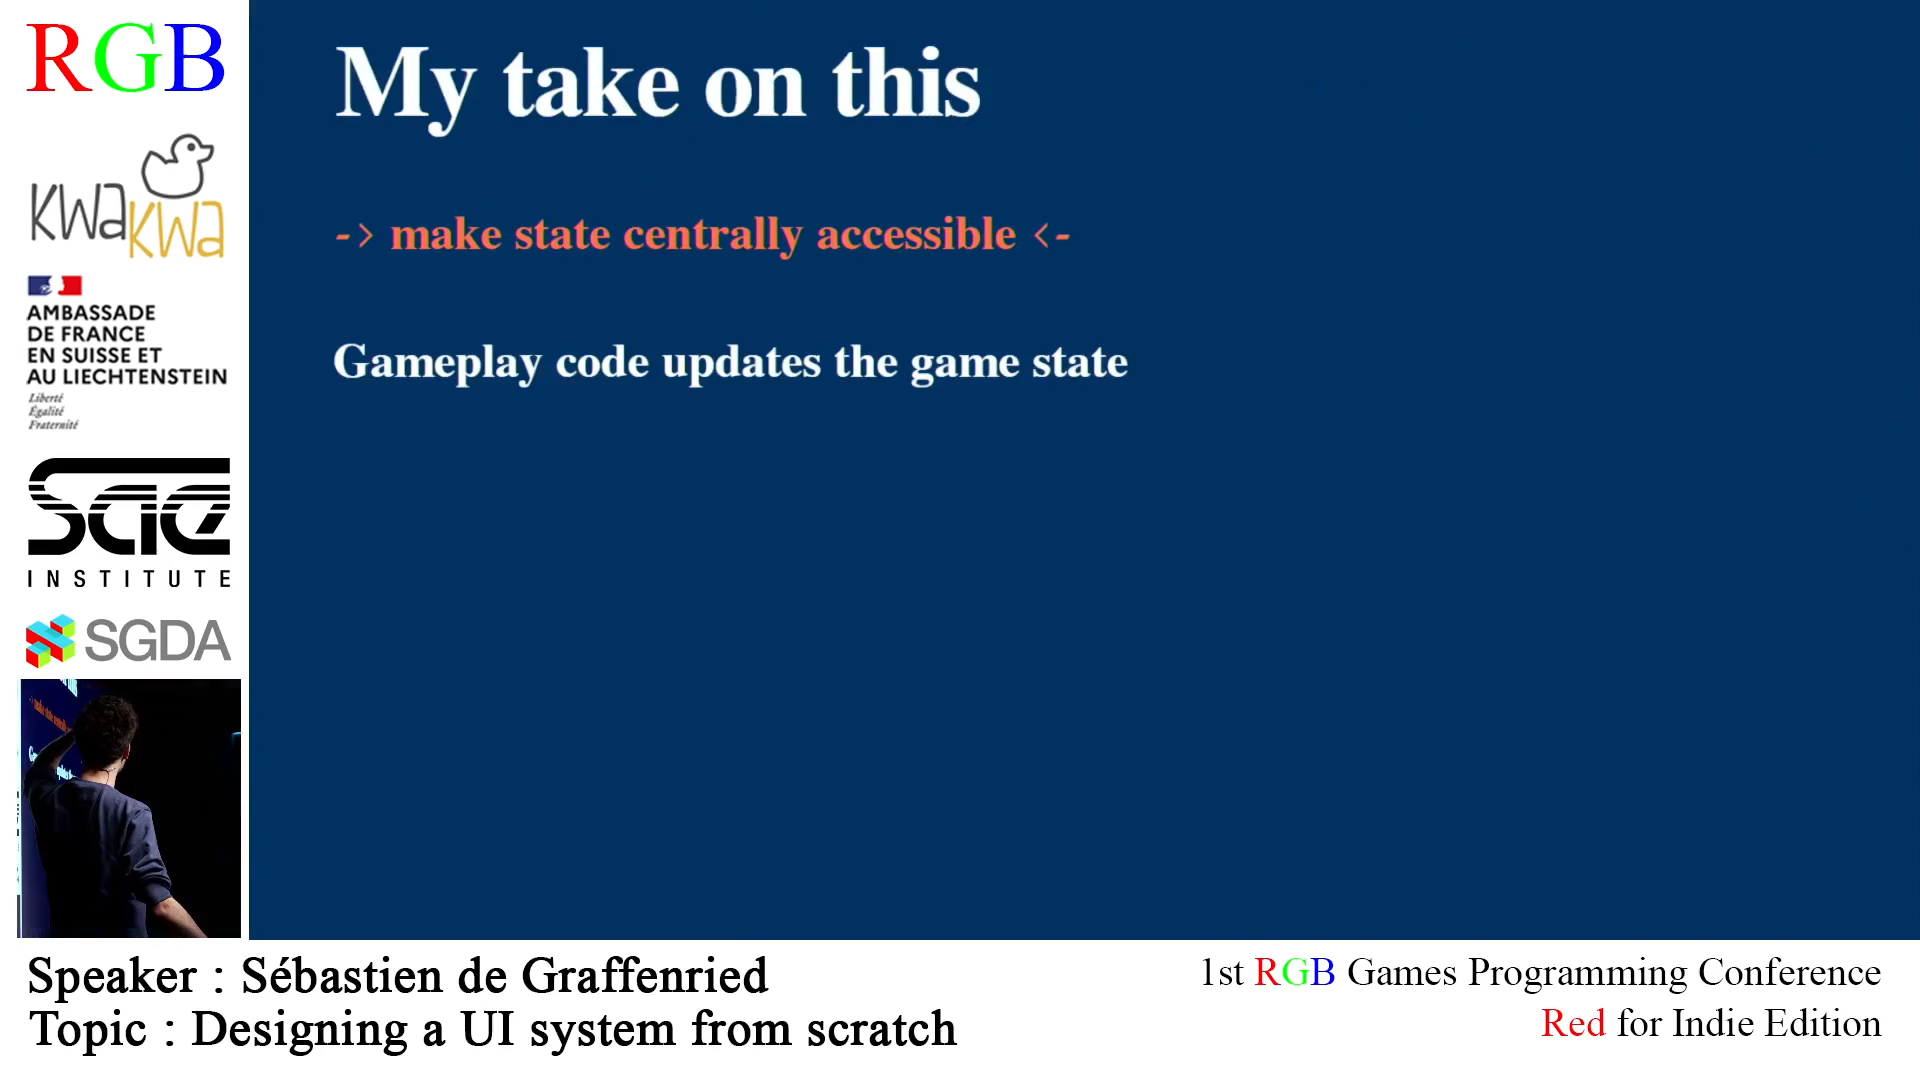 RGB
My take on this
-> make state centrally accessible <-
Gameplay code updates the game state
KWAKWA
AMBASSADE
DE FRANCE
EN SUISSE ET
AU LIECHTENSTEIN
Liberté
Égalité
Fraternité
SAE
INSTITUTE
SGDA
Speaker : Sébastien de Graffenried
Topic : Designing a UI system from scratch
1st RGB Games Programming Conference
Red for Indie Edition